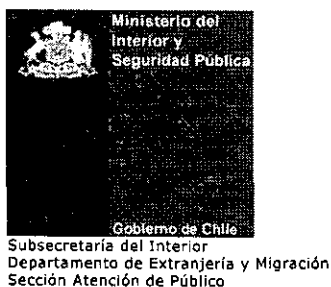 Ministerio del
Interior y
Seguridad Pública
Gobierno de Chile
Subsecretaría del Interior
Departamento de Extranjería y Migración
Sección Atención de Público